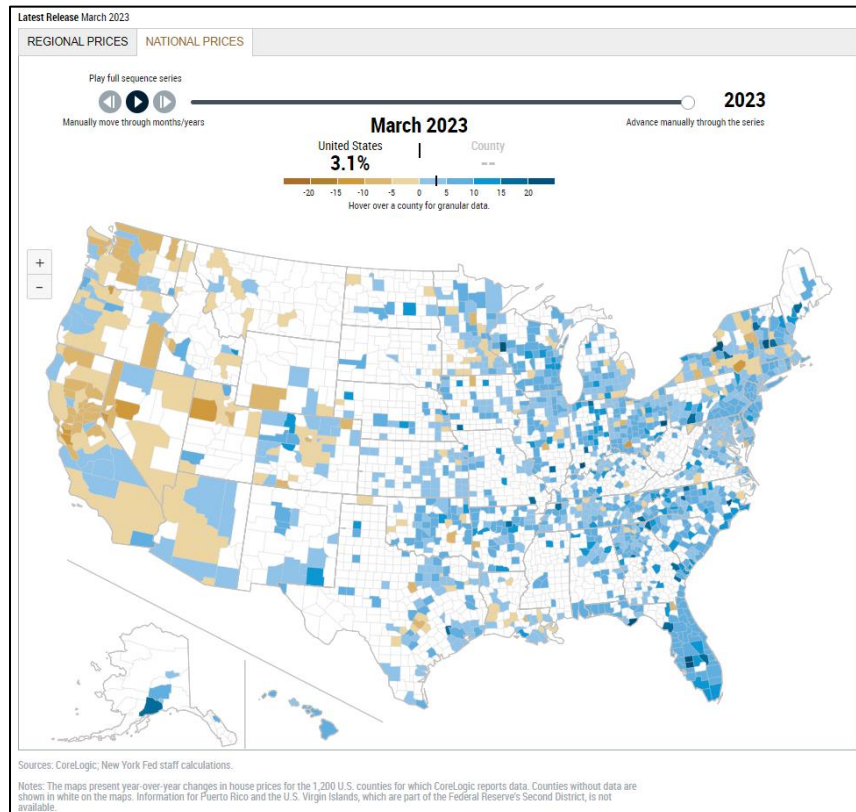 Latest Release March 2023
REGIONAL PRICES NATIONAL PRICES
Play full sequence series
2023
Manually move through months/years
Advance manually through the series
March 2023
United States County
3.1% --
-20 -15 -10 -5 0 5 10 15 20
Hover over a county for granular data.
+
−
Sources: CoreLogic; New York Fed staff calculations.
Notes: The maps present year-over-year changes in house prices for the 1,200 U.S. counties for which CoreLogic reports data. Counties without data are
shown in white on the maps. Information for Puerto Rico and the U.S. Virgin Islands, which are part of the Federal Reserve's Second District, is not
available.